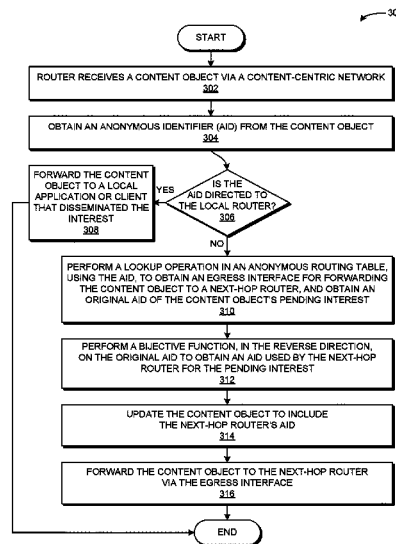 30
START
ROUTER RECEIVES A CONTENT OBJECT VIA A CONTENT-CENTRIC NETWORK
302
OBTAIN AN ANONYMOUS IDENTIFIER (AID) FROM THE CONTENT OBJECT
304
IS THE
AID DIRECTED
TO THE LOCAL
ROUTER?
306
YES
FORWARD THE CONTENT
OBJECT TO A LOCAL
APPLICATION OR CLIENT
THAT DISSEMINATED THE
INTEREST
308
NO
PERFORM A LOOKUP OPERATION IN AN ANONYMOUS ROUTING TABLE,
USING THE AID, TO OBTAIN AN EGRESS INTERFACE FOR FORWARDING
THE CONTENT OBJECT TO A NEXT-HOP ROUTER, AND OBTAIN AN
ORIGINAL AID OF THE CONTENT OBJECT'S PENDING INTEREST
310
PERFORM A BIJECTIVE FUNCTION, IN THE REVERSE DIRECTION,
ON THE ORIGINAL AID TO OBTAIN AN AID USED BY THE NEXT-HOP
ROUTER FOR THE PENDING INTEREST
312
UPDATE THE CONTENT OBJECT TO INCLUDE
THE NEXT-HOP ROUTER'S AID
314
FORWARD THE CONTENT OBJECT TO THE NEXT-HOP ROUTER
VIA THE EGRESS INTERFACE
316
END